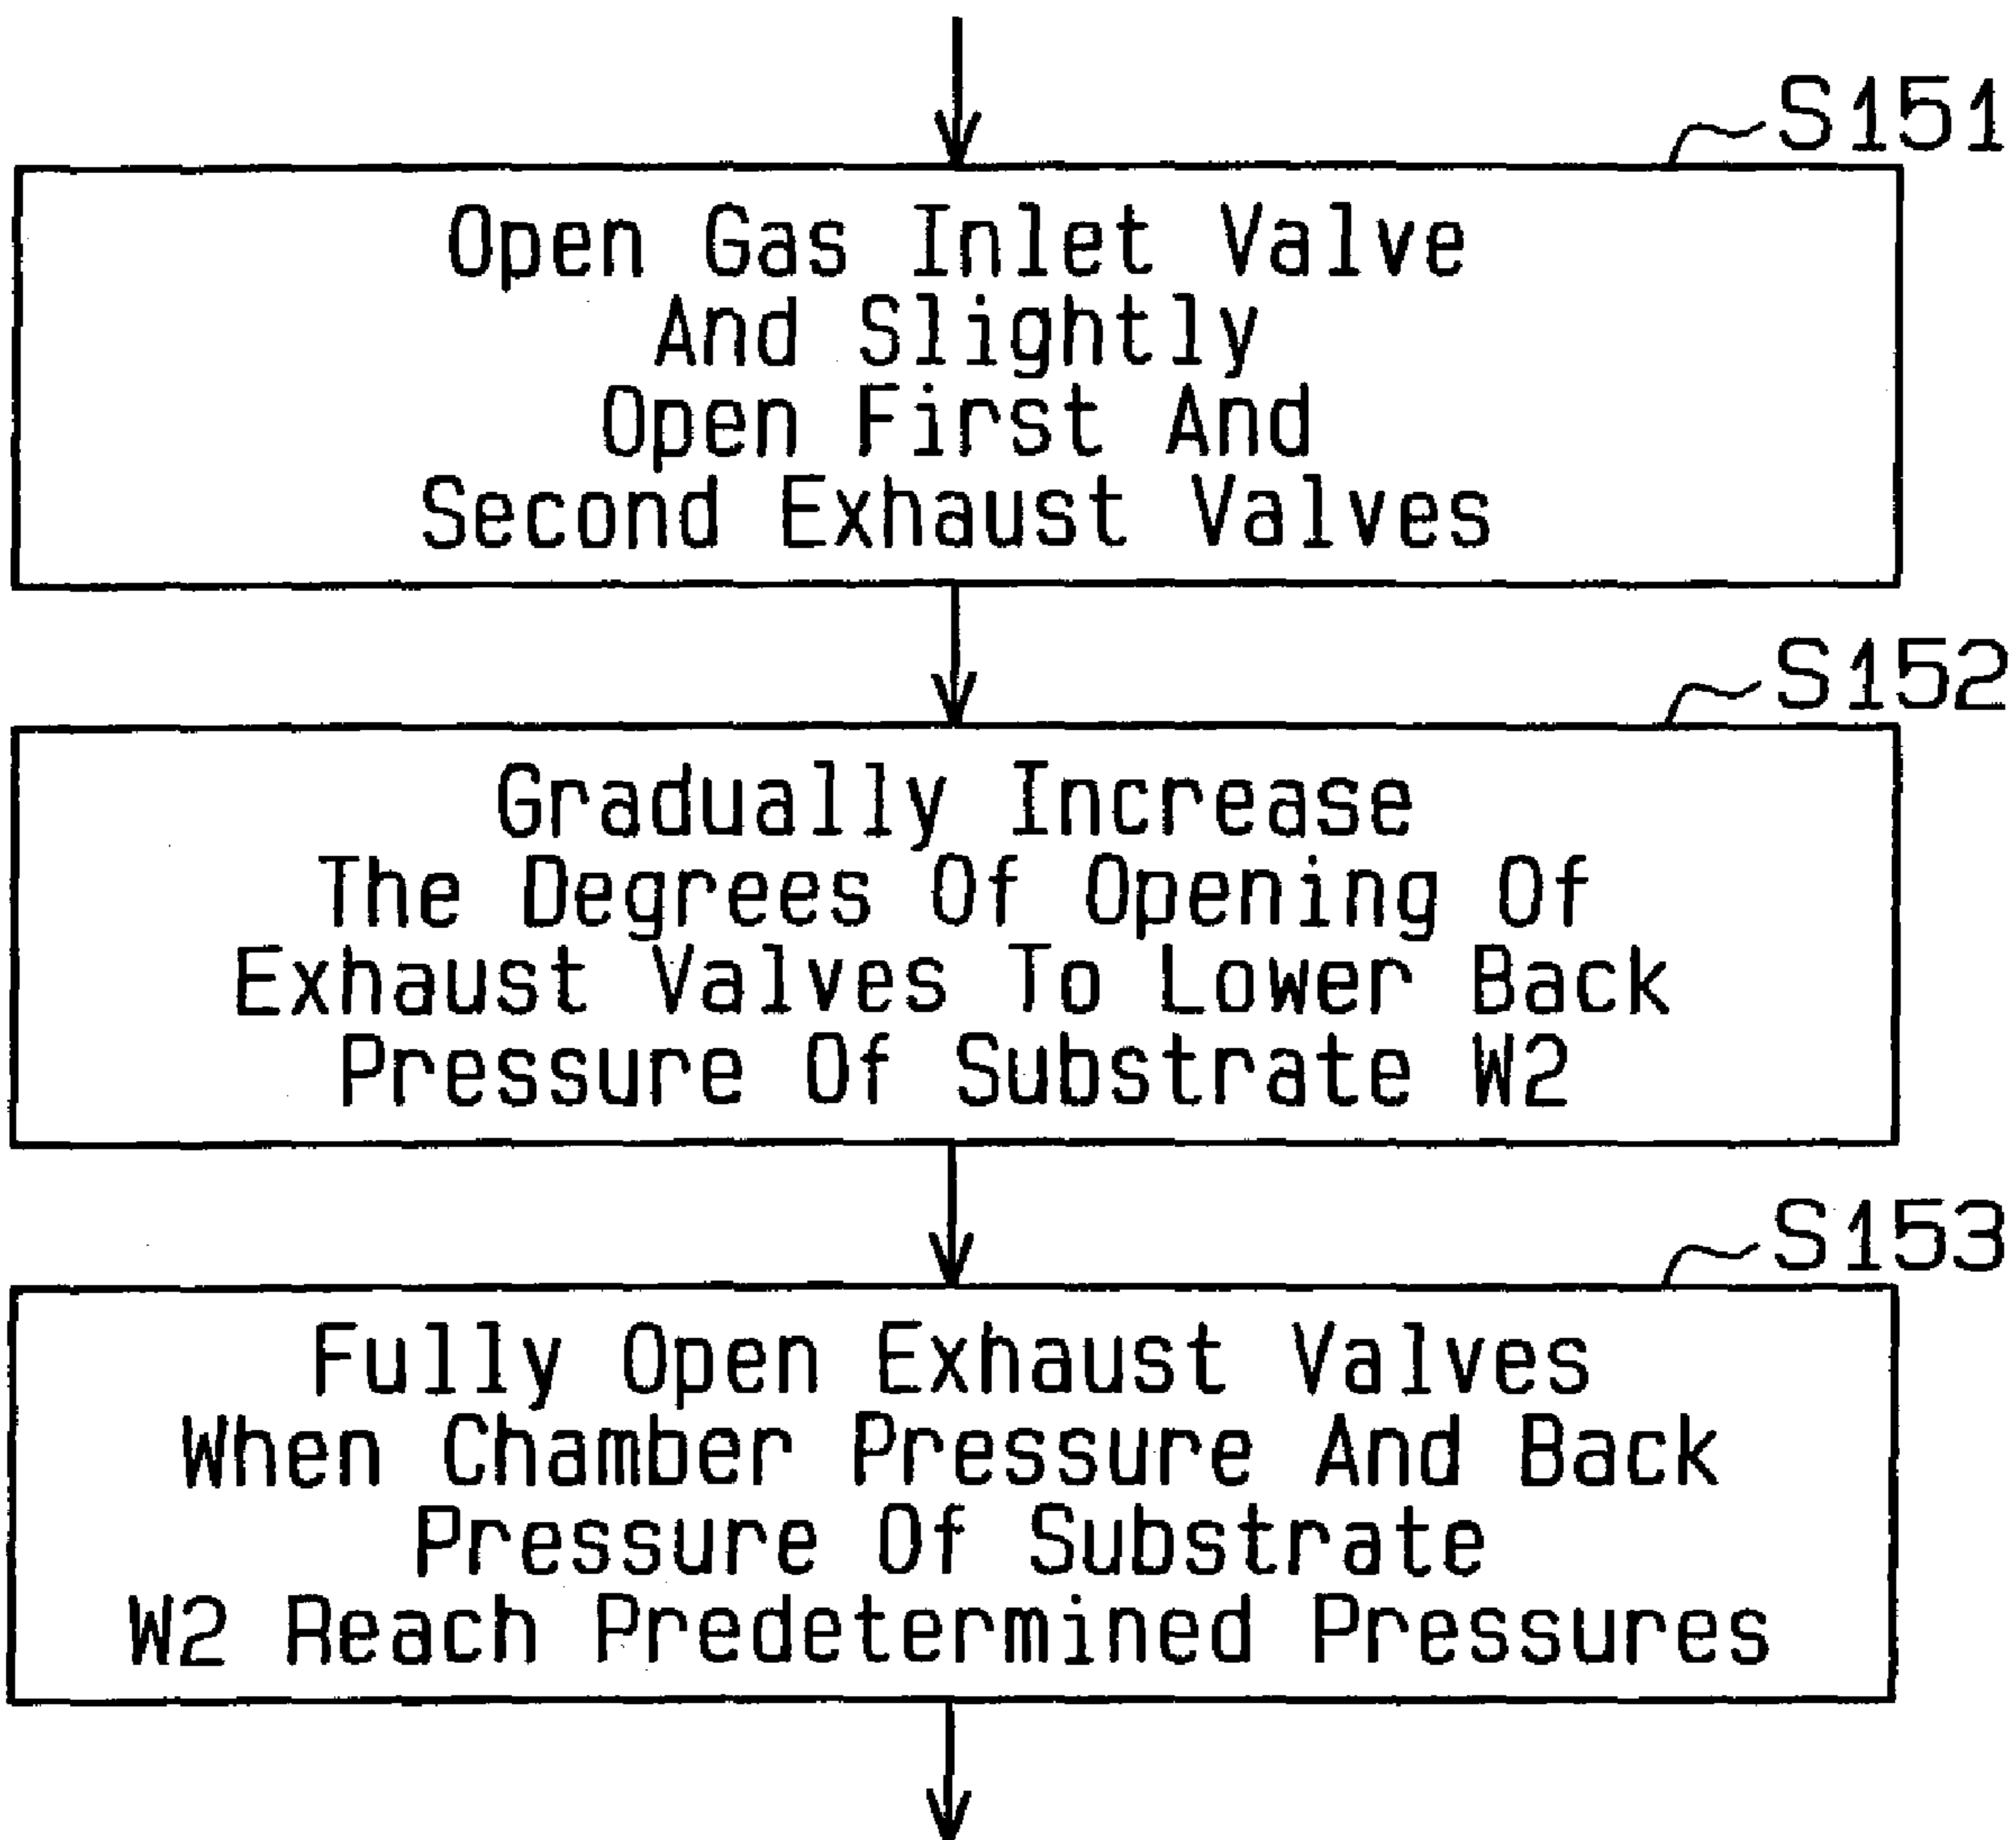 S151
Open Gas Inlet Valve
And Slightly
Open First And
Second Exhaust Valves
S152
Gradually Increase
The Degrees Of Opening Of
Exhaust Valves To Lower Back
Pressure Of Substrate W2
S153
Fully Open Exhaust Valves
When Chamber Pressure And Back
Pressure Of Substrate
W2 Reach Predetermined Pressures